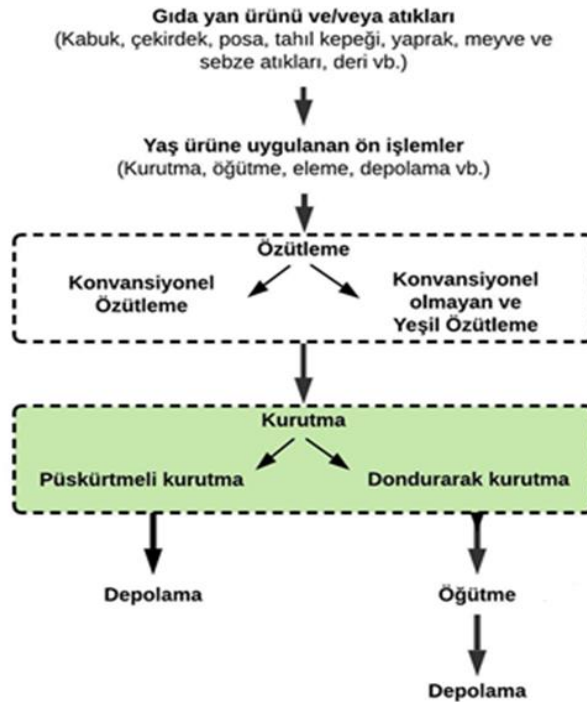 Gıda yan ürünü ve/veya atıkları
(Kabuk, çekirdek, posa, tahıl kepeği, yaprak, meyve ve
sebze atıkları, deri vb.)
Yaş ürüne uygulanan ön işlemler
(Kurutma, öğütme, eleme, depolama vb.)
Özütleme
Konvansiyonel
Özütleme
Konvansiyonel
olmayan ve
Yeşil Özütleme
Kurutma
Püskürtmeli kurutma
Dondurarak kurutma
Depolama
Öğütme
Depolama